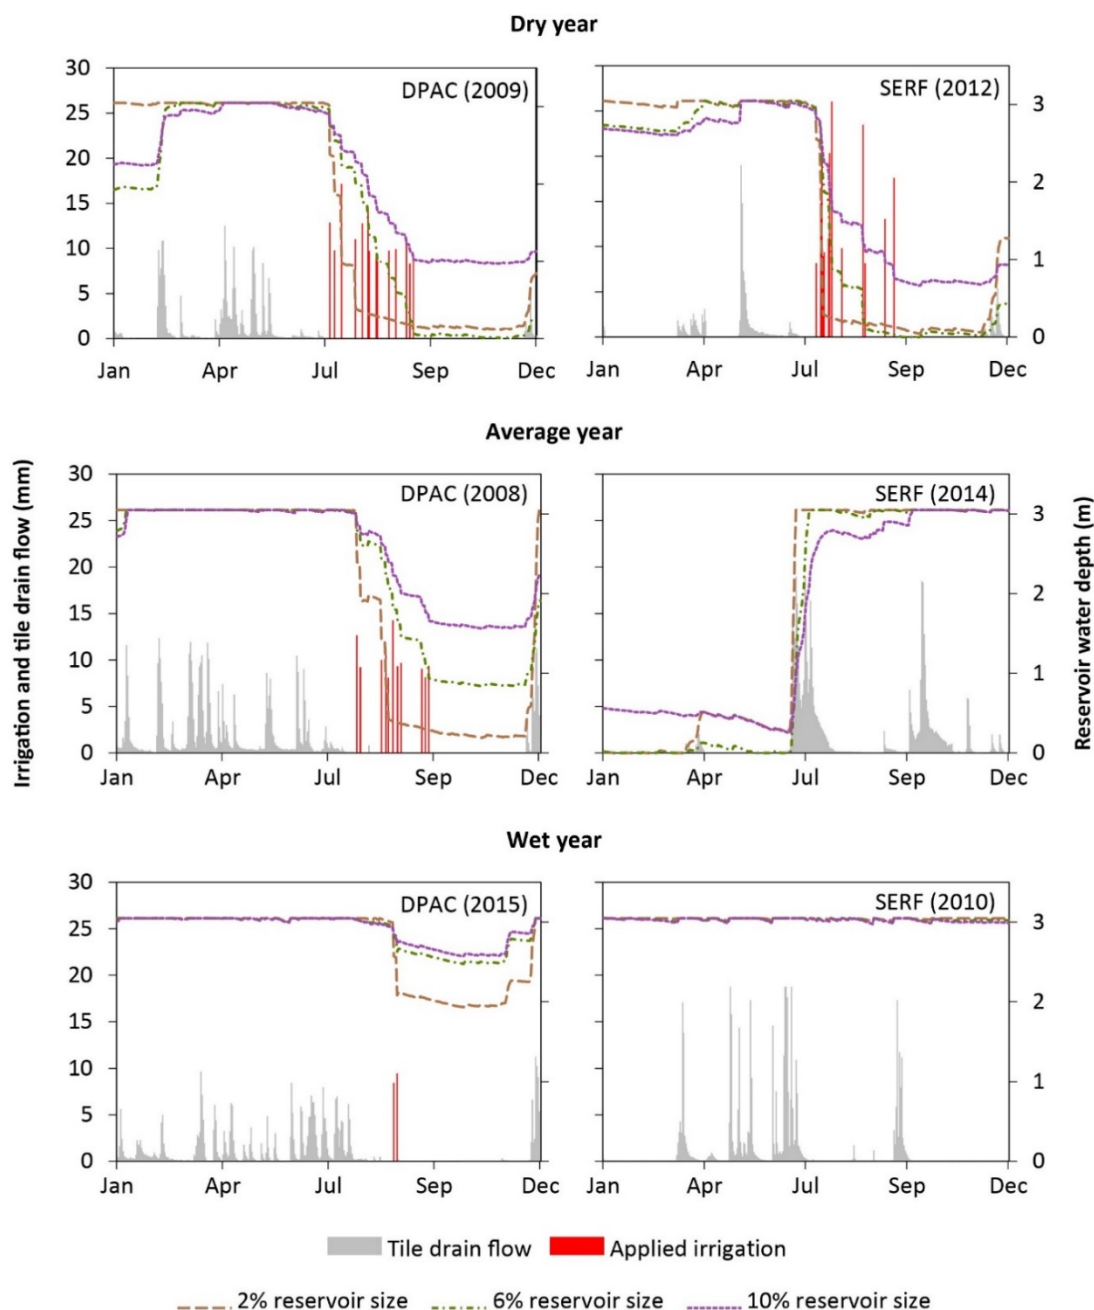 Dry year
30
25
20
15
10
5
0
DPAC (2009)
Jan Apr Jul Sep Dec
SERF (2012)
3
2
1
0
Jan Apr Jul Sep Dec
Average year
Irrigation and tile drain flow (mm)
30
25
20
15
10
5
0
DPAC (2008)
Jan Apr Jul Sep Dec
SERF (2014)
3
2
1
0
Jan Apr Jul Sep Dec
Reservoir water depth (m)
Wet year
30
25
20
15
10
5
0
DPAC (2015)
Jan Apr Jul Sep Dec
SERF (2010)
3
2
1
0
Jan Apr Jul Sep Dec
Tile drain flow Applied irrigation
2% reservoir size 6% reservoir size 10% reservoir size